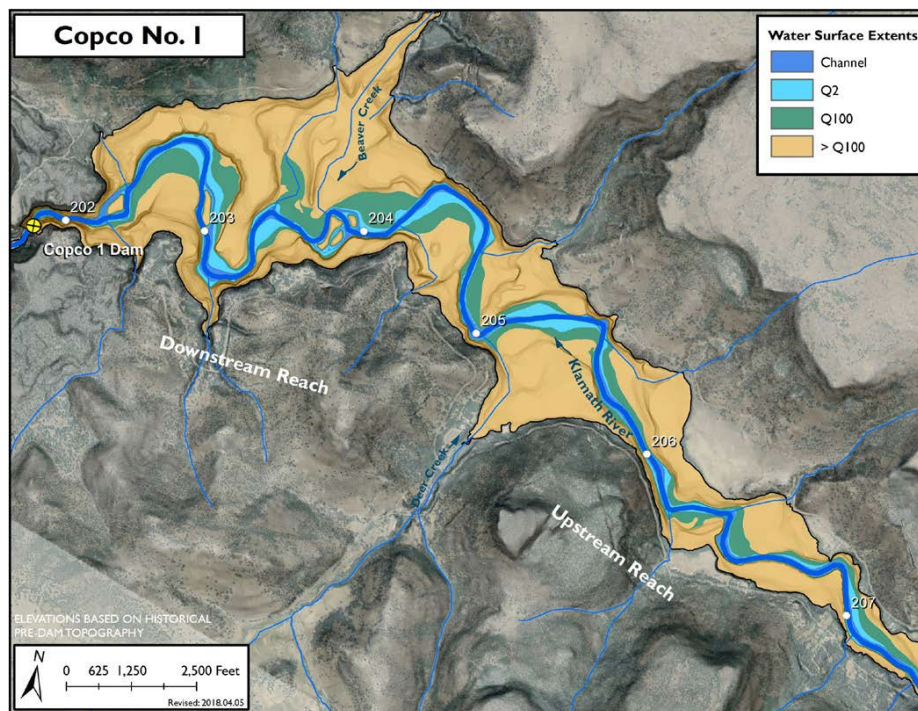 Copco No. 1
Water Surface Extents
Channel
Q2
Q100
> Q100
Beaver Creek
202
203
204
Copco 1 Dam
205
Downstream Reach
Klamath River
206
Deer Creek
Upstream Reach
207
ELEVATIONS BASED ON HISTORICAL
PRE-DAM TOPOGRAPHY
N
0 625 1,250 2,500 Feet
Revised: 2018.04.05